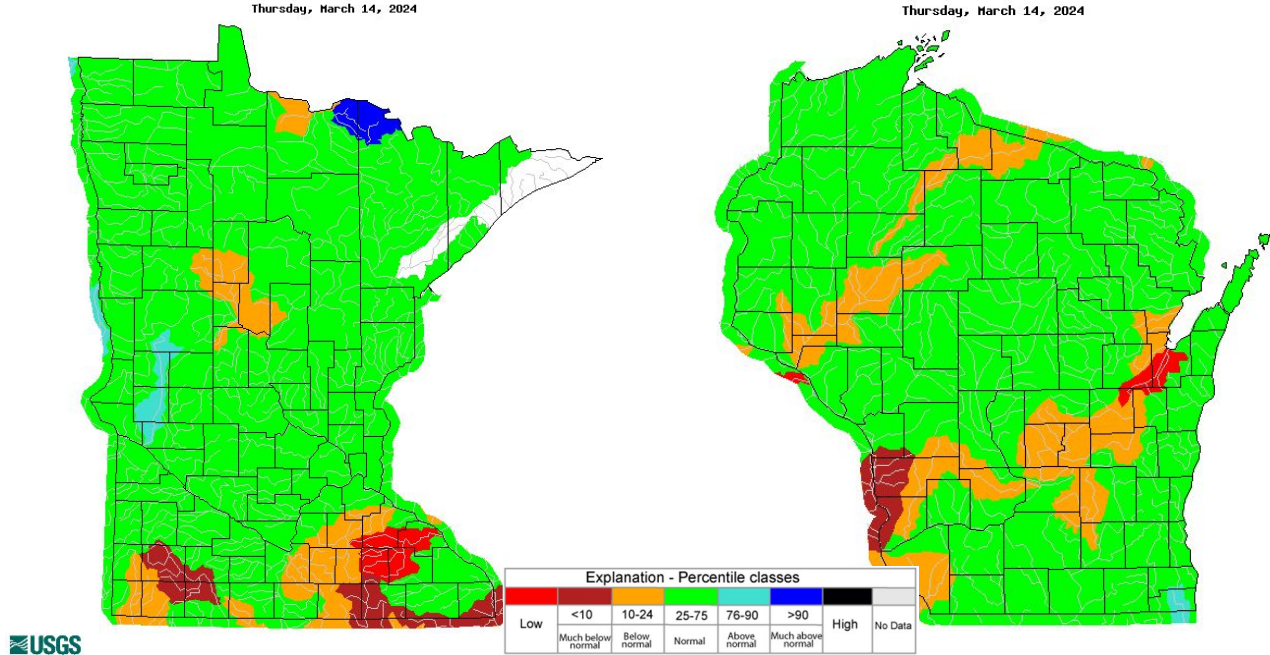 Thursday, March 14, 2024
Thursday, March 14, 2024
Explanation - Percentile classes
Low
<10
10-24
25-75
76-90
>90
High
No Data
Much below
normal
Below
normal
Normal
Above
normal
Much above
normal
USGS